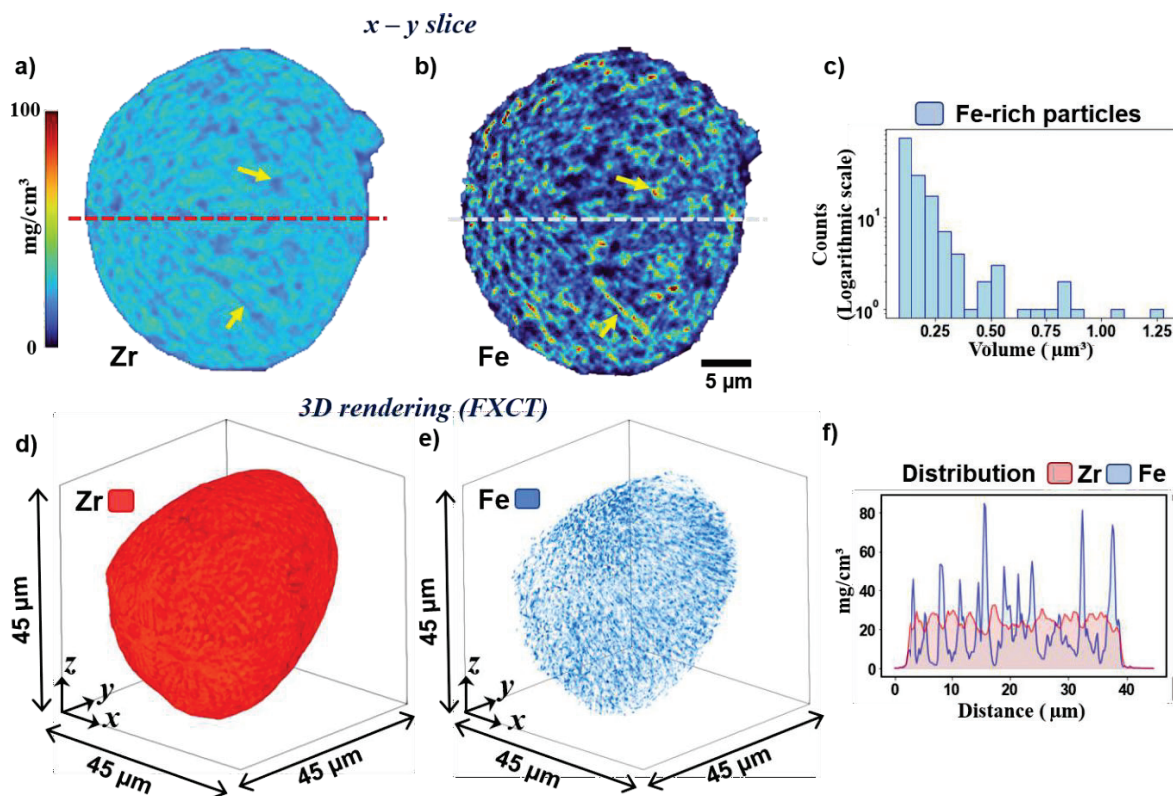 x – y slice
a)
100
mg/cm³
0
Zr
b)
Fe
5 µm
c)
Fe-rich particles
Counts
(Logarithmic scale)
10¹
10⁰
0.25 0.50 0.75 1.00 1.25
Volume ( µm³)
3D rendering (FXCT)
d)
Zr
45 µm
z
y
x
45 µm
45 µm
e)
Fe
45 µm
z
y
x
45 µm
45 µm
f)
Distribution Zr Fe
mg/cm³
80
60
40
20
0
0 10 20 30 40
Distance ( µm)